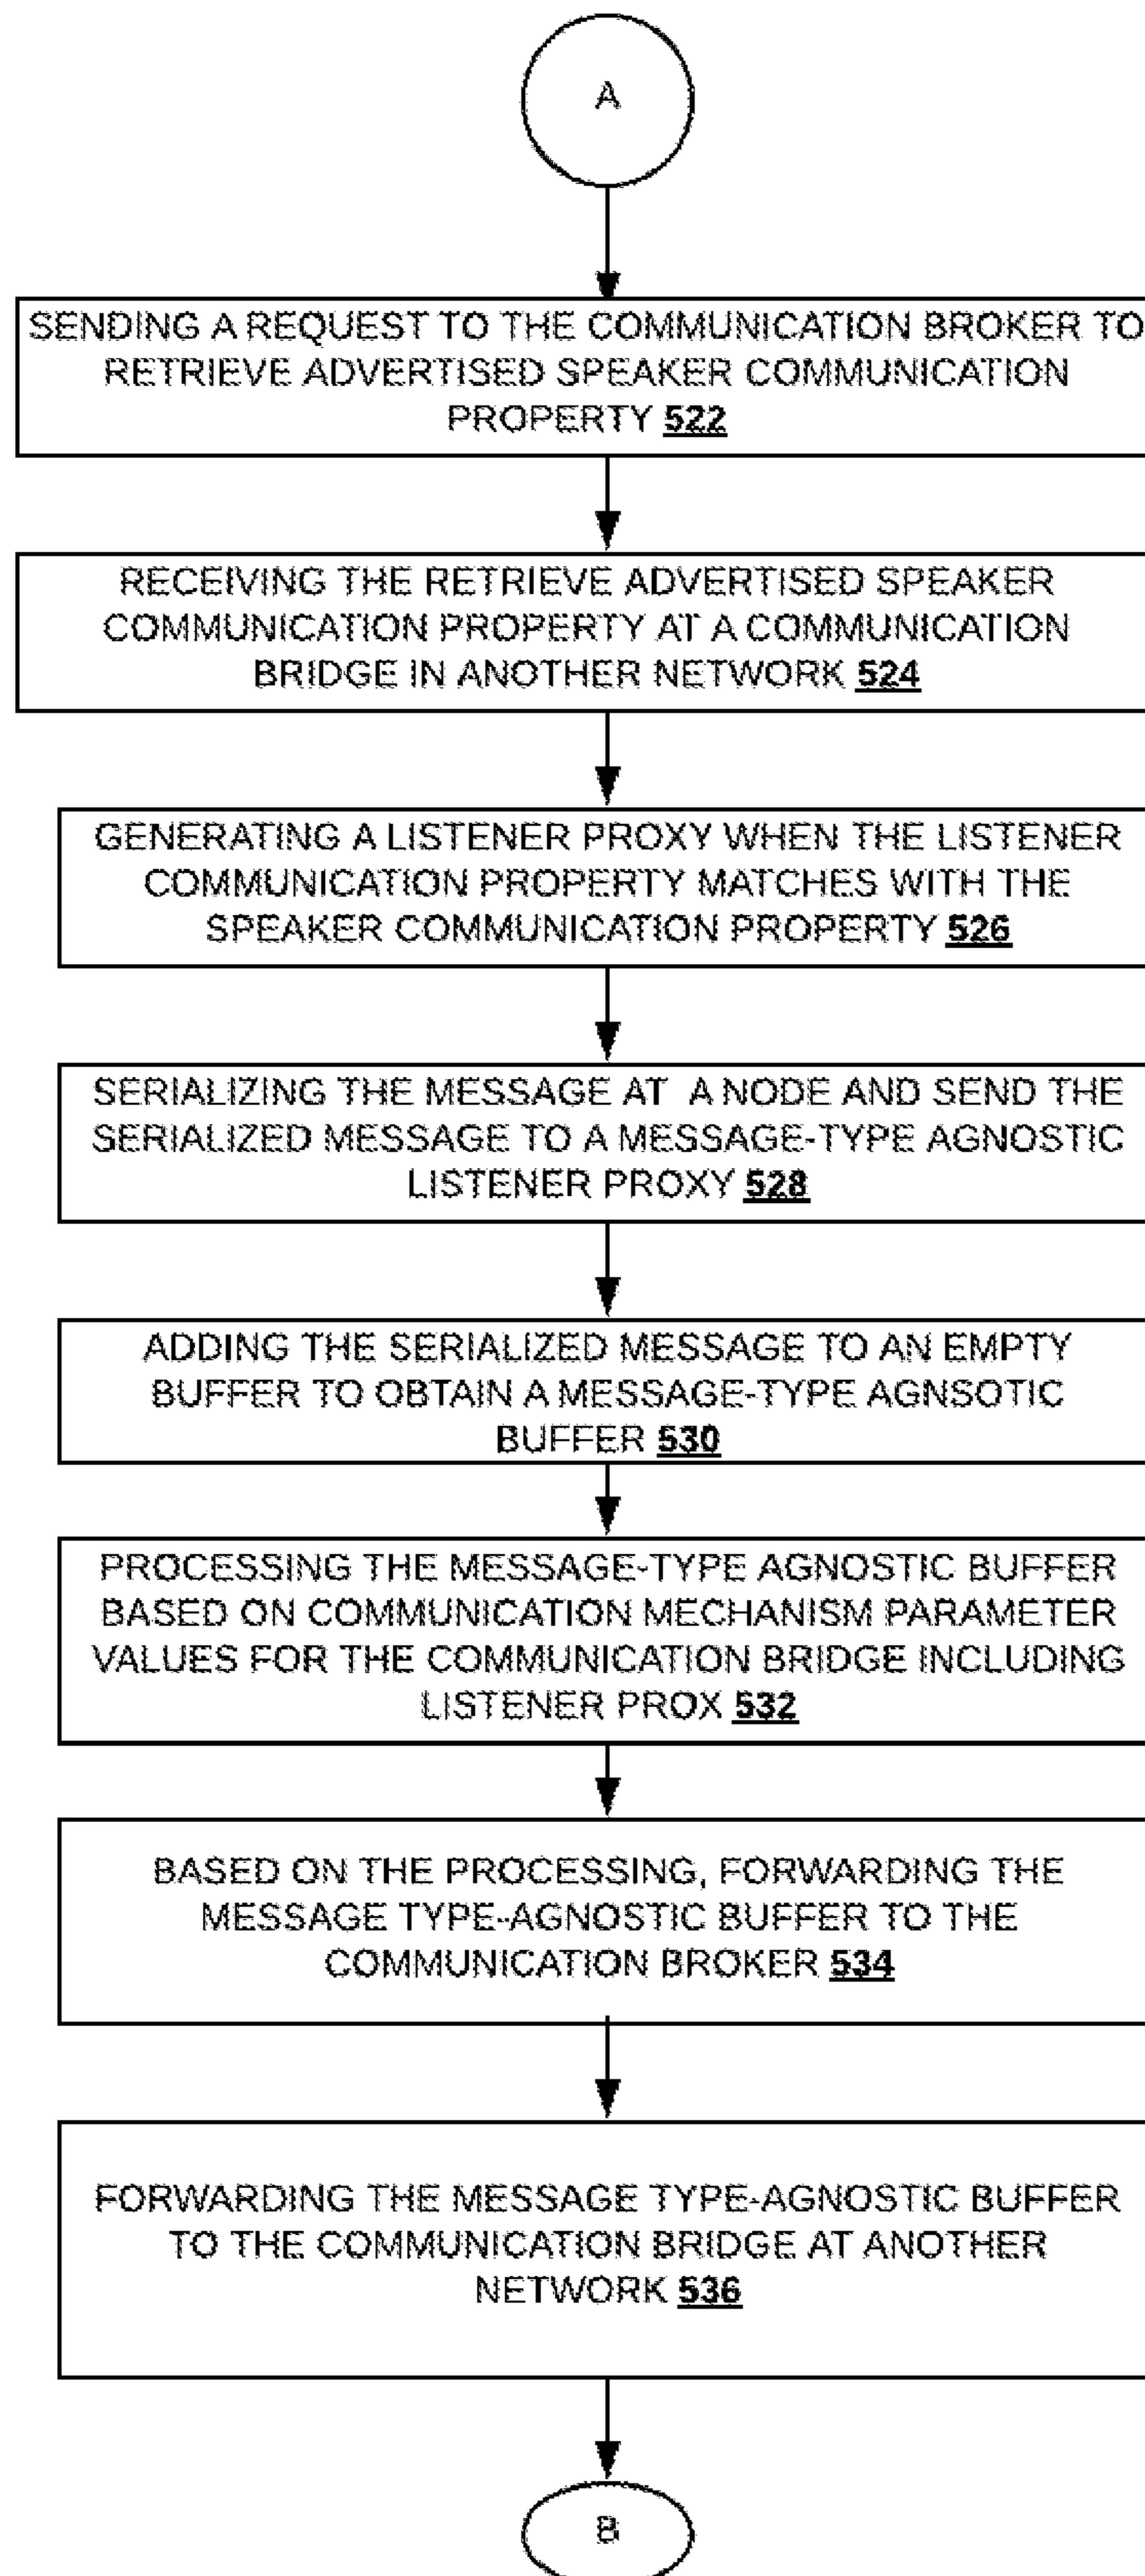 A
SENDING A REQUEST TO THE COMMUNICATION BROKER TO
RETRIEVE ADVERTISED SPEAKER COMMUNICATION
PROPERTY 522
RECEIVING THE RETRIEVE ADVERTISED SPEAKER
COMMUNICATION PROPERTY AT A COMMUNICATION
BRIDGE IN ANOTHER NETWORK 524
GENERATING A LISTENER PROXY WHEN THE LISTENER
COMMUNICATION PROPERTY MATCHES WITH THE
SPEAKER COMMUNICATION PROPERTY 526
SERIALIZING THE MESSAGE AT A NODE AND SEND THE
SERIALIZED MESSAGE TO A MESSAGE-TYPE AGNOSTIC
LISTENER PROXY 528
ADDING THE SERIALIZED MESSAGE TO AN EMPTY
BUFFER TO OBTAIN A MESSAGE-TYPE AGNSOTIC
BUFFER 530
PROCESSING THE MESSAGE-TYPE AGNOSTIC BUFFER
BASED ON COMMUNICATION MECHANISM PARAMETER
VALUES FOR THE COMMUNICATION BRIDGE INCLUDING
LISTENER PROX 532
BASED ON THE PROCESSING, FORWARDING THE
MESSAGE TYPE-AGNOSTIC BUFFER TO THE
COMMUNICATION BROKER 534
FORWARDING THE MESSAGE TYPE-AGNOSTIC BUFFER
TO THE COMMUNICATION BRIDGE AT ANOTHER
NETWORK 536
B